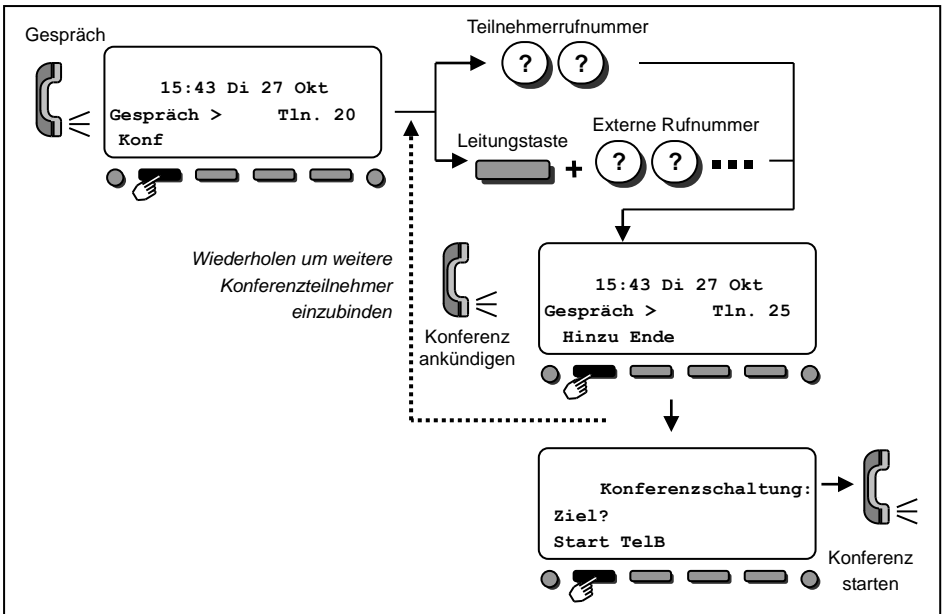 Gespräch
15:43 Di 27 Okt
Gespräch > Tln. 20
Konf
Teilnehmerrufnummer
? ?
Leitungstaste
+
Externe Rufnummer
? ? ...
Wiederholen um weitere
Konferenzteilnehmer
einzubinden
Konferenz
ankündigen
15:43 Di 27 Okt
Gespräch > Tln. 25
Hinzu Ende
Konferenzschaltung:
Ziel?
Start TelB
Konferenz
starten